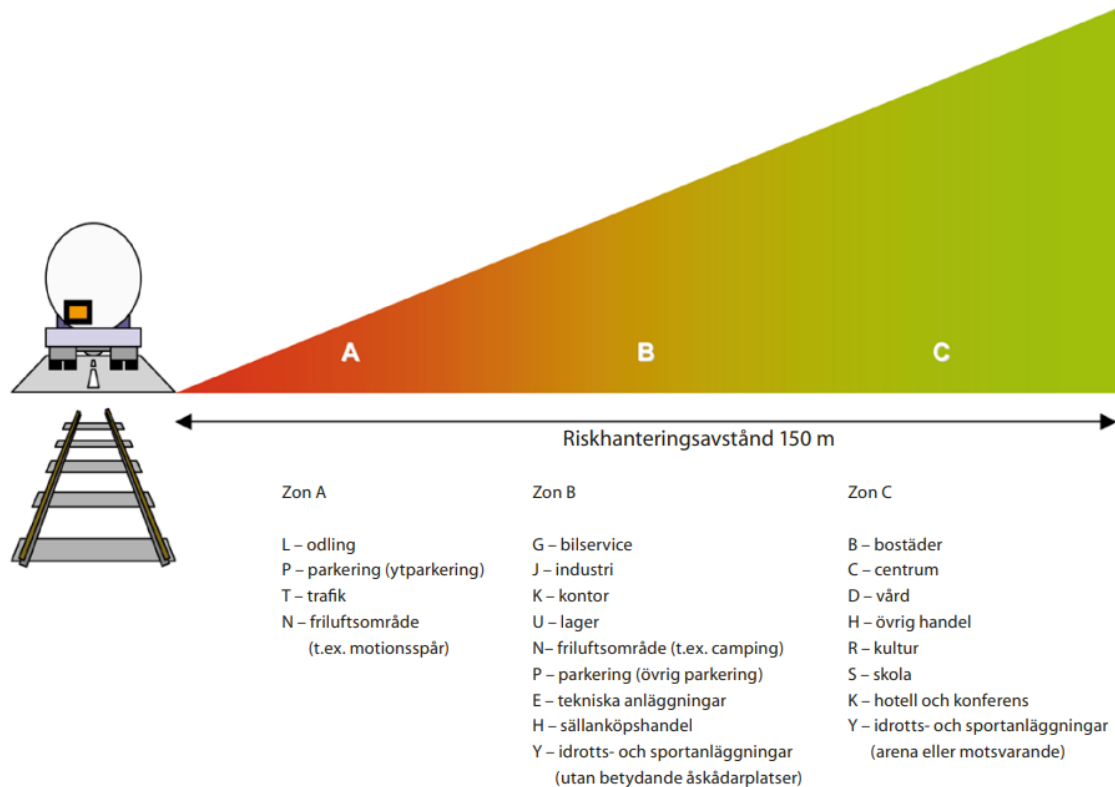 A
B
C
Riskhanteringsavstånd 150 m
Zon A
L – odling
P – parkering (ytparkering)
T – trafik
N – friluftsområde
(t.ex. motionsspår)
Zon B
G – bilservice
J – industri
K – kontor
U – lager
N– friluftsområde (t.ex. camping)
P – parkering (övrig parkering)
E – tekniska anläggningar
H – sällanköpshandel
Y – idrotts- och sportanläggningar
(utan betydande åskådarplatser)
Zon C
B – bostäder
C – centrum
D – vård
H – övrig handel
R – kultur
S – skola
K – hotell och konferens
Y – idrotts- och sportanläggningar
(arena eller motsvarande)